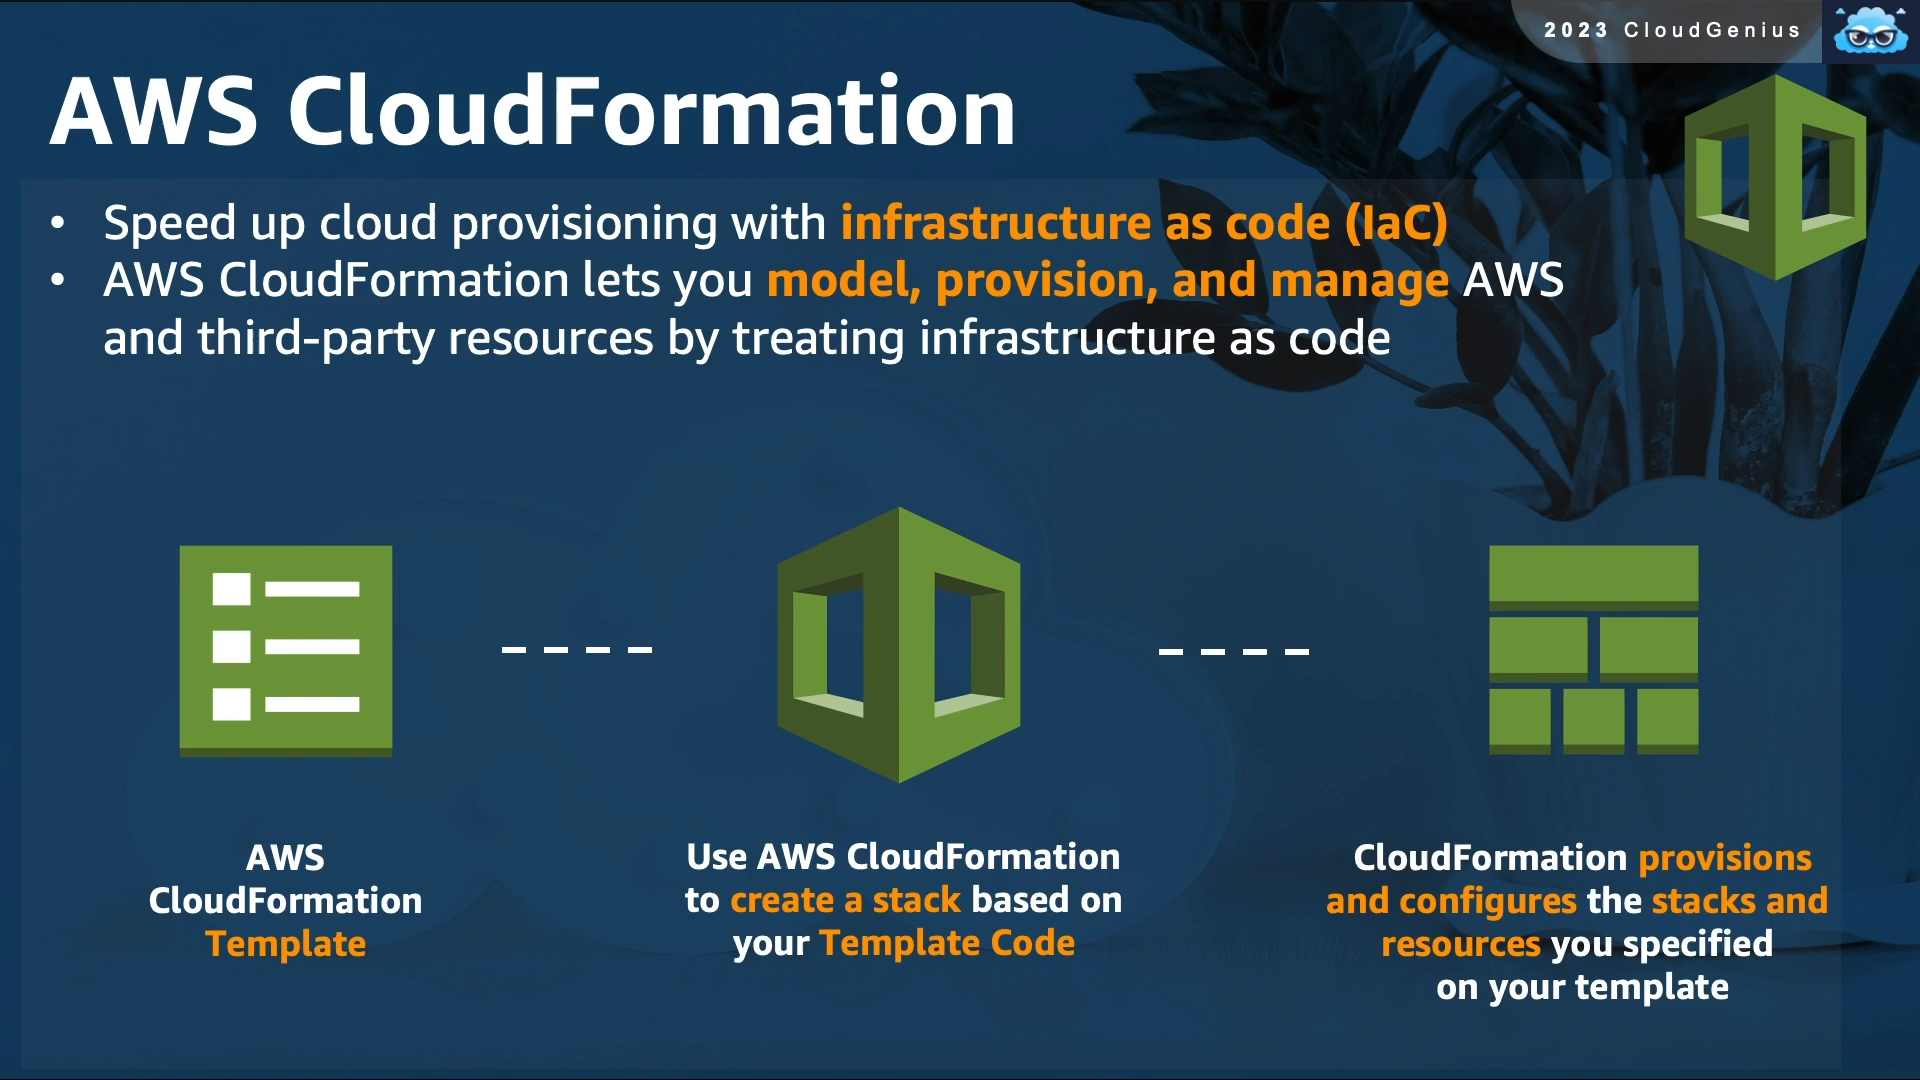 2023 CloudGenius
AWS CloudFormation
• Speed up cloud provisioning with infrastructure as code (IaC)
• AWS CloudFormation lets you model, provision, and manage AWS
and third-party resources by treating infrastructure as code
AWS
CloudFormation
Template
Use AWS CloudFormation
to create a stack based on
your Template Code
CloudFormation provisions
and configures the stacks and
resources you specified
on your template